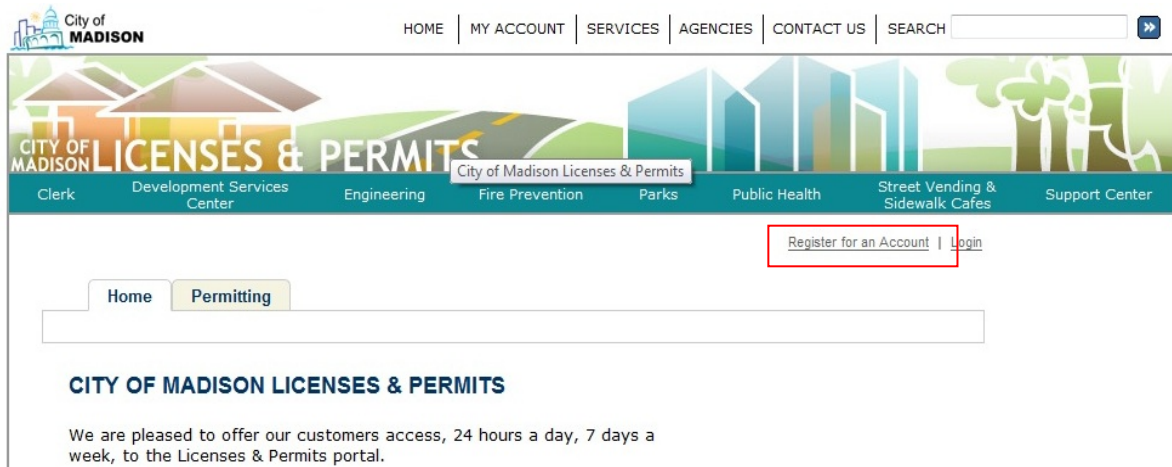 City of
MADISON
HOME MY ACCOUNT SERVICES AGENCIES CONTACT US SEARCH
CITY OF
MADISON LICENSES & PERMITS
City of Madison Licenses & Permits
Clerk Development Services Center Engineering Fire Prevention Parks Public Health Street Vending & Sidewalk Cafes Support Center
Register for an Account | Login
Home Permitting
CITY OF MADISON LICENSES & PERMITS
We are pleased to offer our customers access, 24 hours a day, 7 days a
week, to the Licenses & Permits portal.